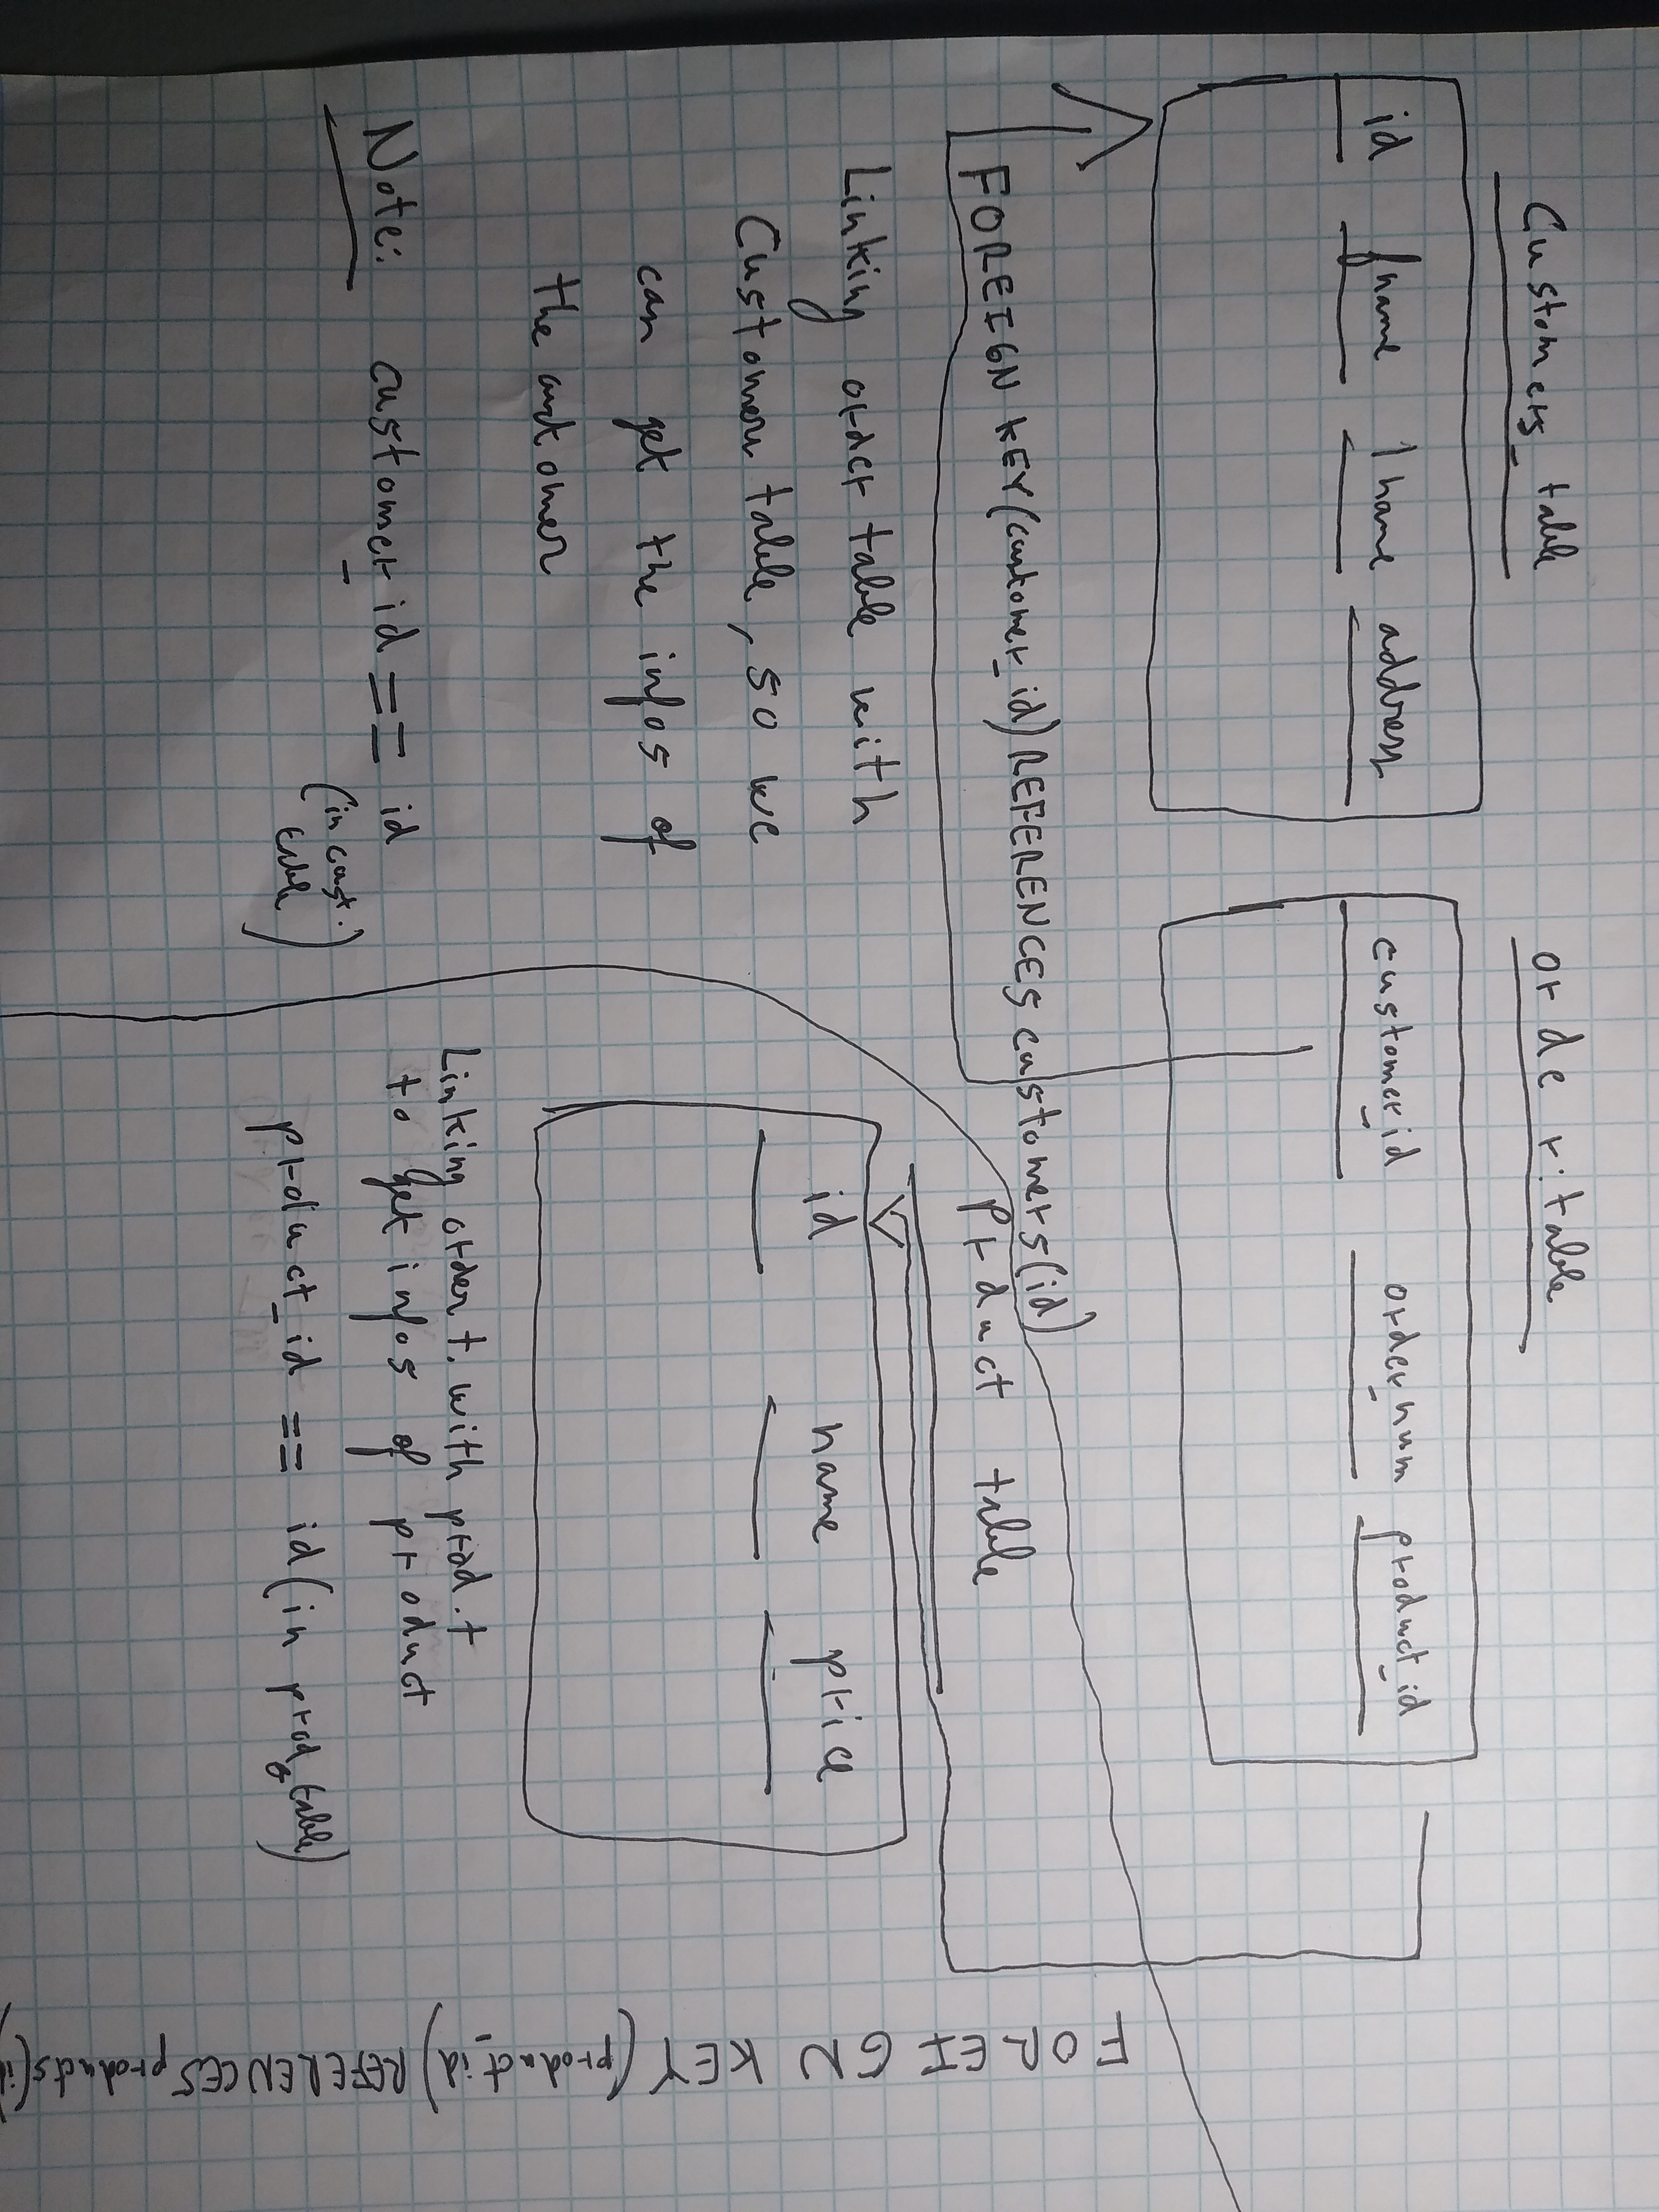 Customers table
id fname lname address
order table
customer_id order_num product_id
FOREIGN KEY (customer_id) REFERENCES customers(id)
Linking order table with
Customer table, so we
can get the infos of
the customer
Note: customer_id == id
(in cust.
table)
Product table
id name price
Linking order t. with prod. t
to get infos of product
product_id == id (in prod. table)
FOREIGN KEY (product_id) REFERENCES products(id)